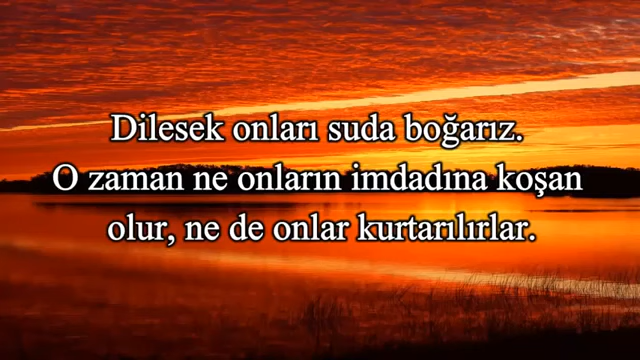 Dilesek onları suda boğarız.
O zaman ne onların imdadına koşan
olur, ne de onlar kurtarılırlar.